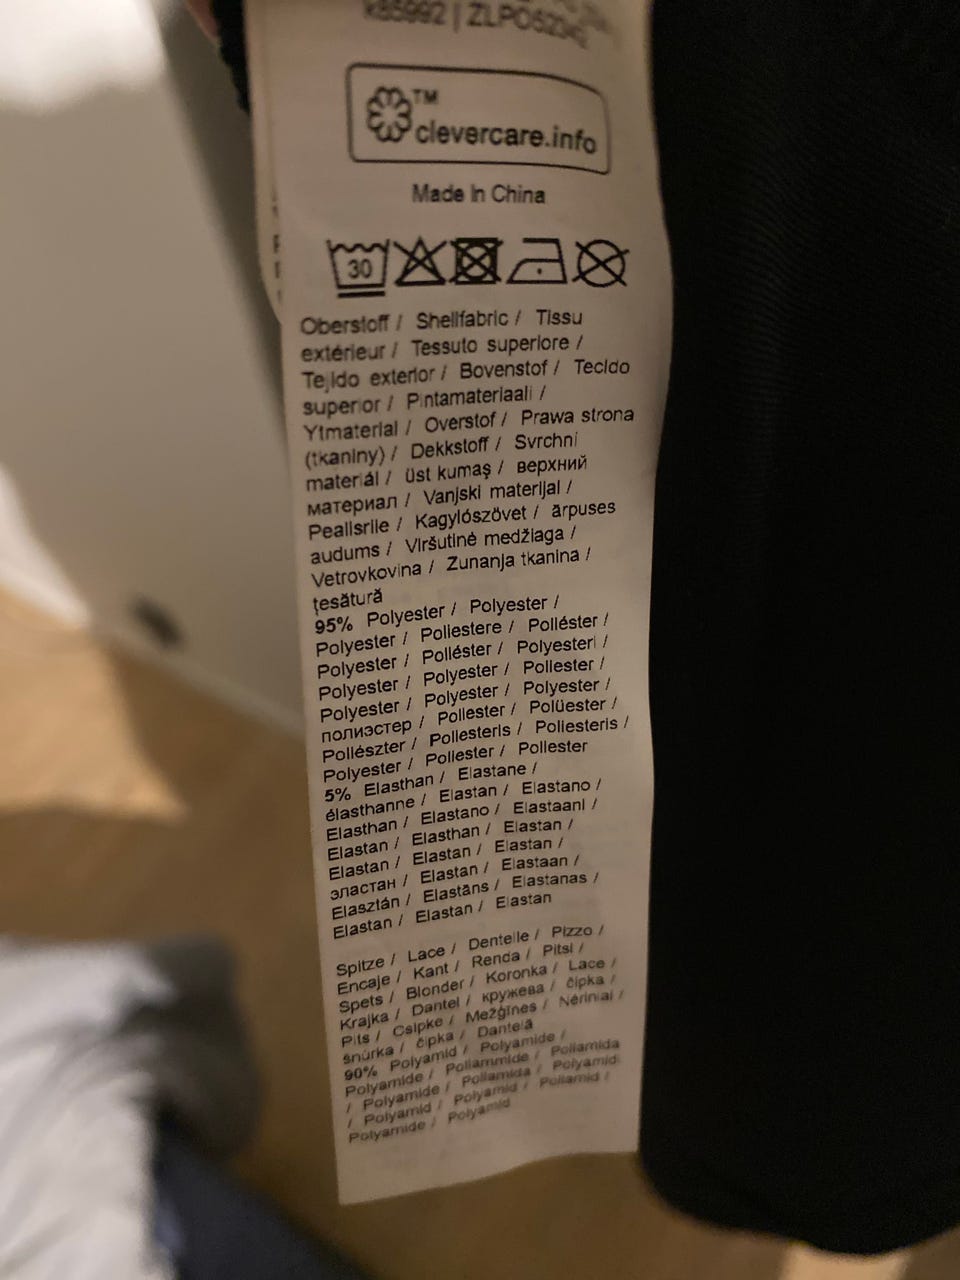 k85992 | ZLPO52342
TM
clevercare.info
Made in China
30
Oberstoff / Shellfabric / Tissu
extérieur / Tessuto superiore /
Tejido exterior / Bovenstof / Tecido
superior / Pintamateriaali /
Ytmaterial / Overstof / Prawa strona
(tkaniny) / Dekkstoff / Svrchní
materiál / üst kumaş / верхний
материал / Vanjski materijal /
Pealisriie / Kagylószövet / ārpuses
audums / Viršutinė medžiaga /
Vetrovkovina / Zunanja tkanina /
țesătură
95% Polyester / Polyester /
Polyester / Poliestere / Poliéster /
Polyester / Poliéster / Polyesteri /
Polyester / Polyester / Poliester /
Polyester / Polyester / Polyester /
полиэстер / Poliester / Polüester /
Poliészter / Poliesteris / Poliesteris /
Polyester / Poliester / Poliester
5% Elasthan / Elastane /
élasthanne / Elastan / Elastano /
Elasthan / Elastano / Elastaani /
Elastan / Elasthan / Elastan /
Elastan / Elastan / Elastan /
эластан / Elastan / Elastaan /
Elasztán / Elastāns / Elastanas /
Elastan / Elastan / Elastan
Spitze / Lace / Dentelle / Pizzo /
Encaje / Kant / Renda / Pitsi /
Spets / Blonder / Koronka / Lace /
Krajka / Dantel / кружева / čipka /
Pits / Csipke / Mežģīnes / Nėriniai /
šnúrka / čipka / Dantelă
90% Polyamid / Polyamide /
Polyamide / Poliammide / Poliamida
/ Polyamide / Poliamida / Polyamidi
/ Polyamid / Polyamid / Poliamid /
Polyamide / Polyamid